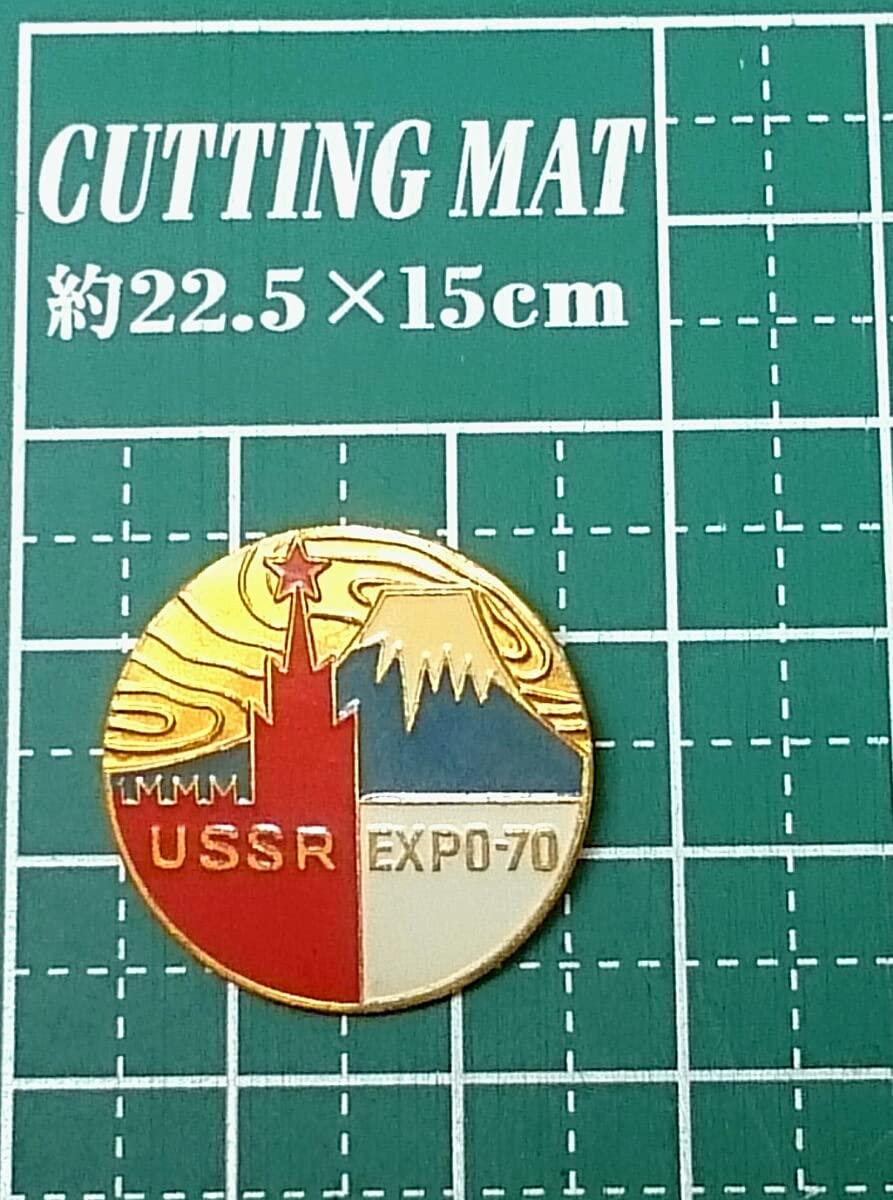 CUTTING MAT
約22.5×15cm
USSR EXPO-70